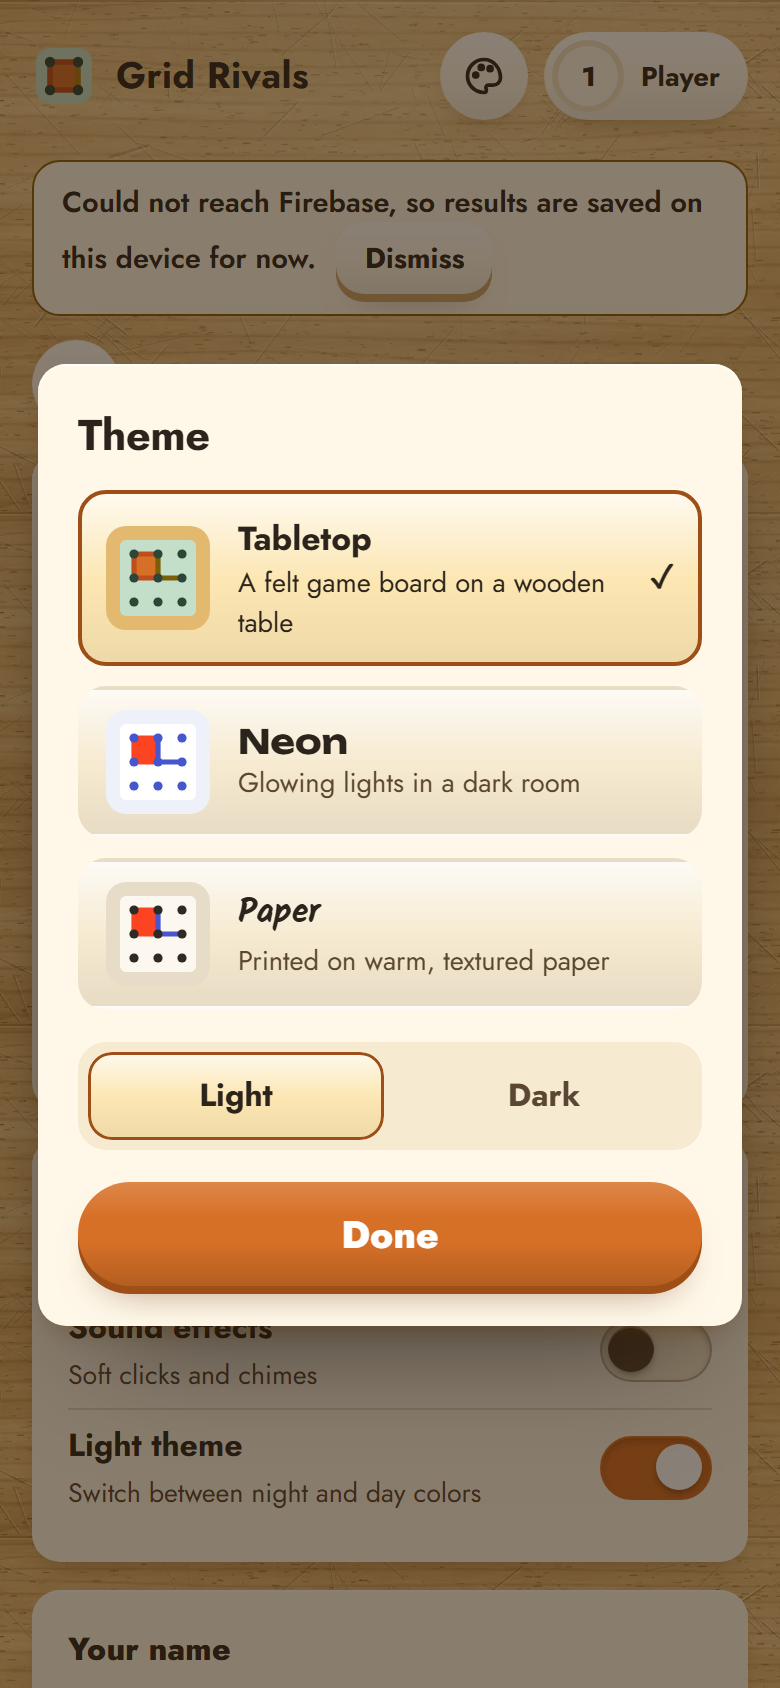 Grid Rivals
1 Player
Could not reach Firebase, so results are saved on
this device for now. Dismiss
Theme
Tabletop
A felt game board on a wooden
table
✓
Neon
Glowing lights in a dark room
Paper
Printed on warm, textured paper
Light Dark
Done
Sound effects
Soft clicks and chimes
Light theme
Switch between night and day colors
Your name